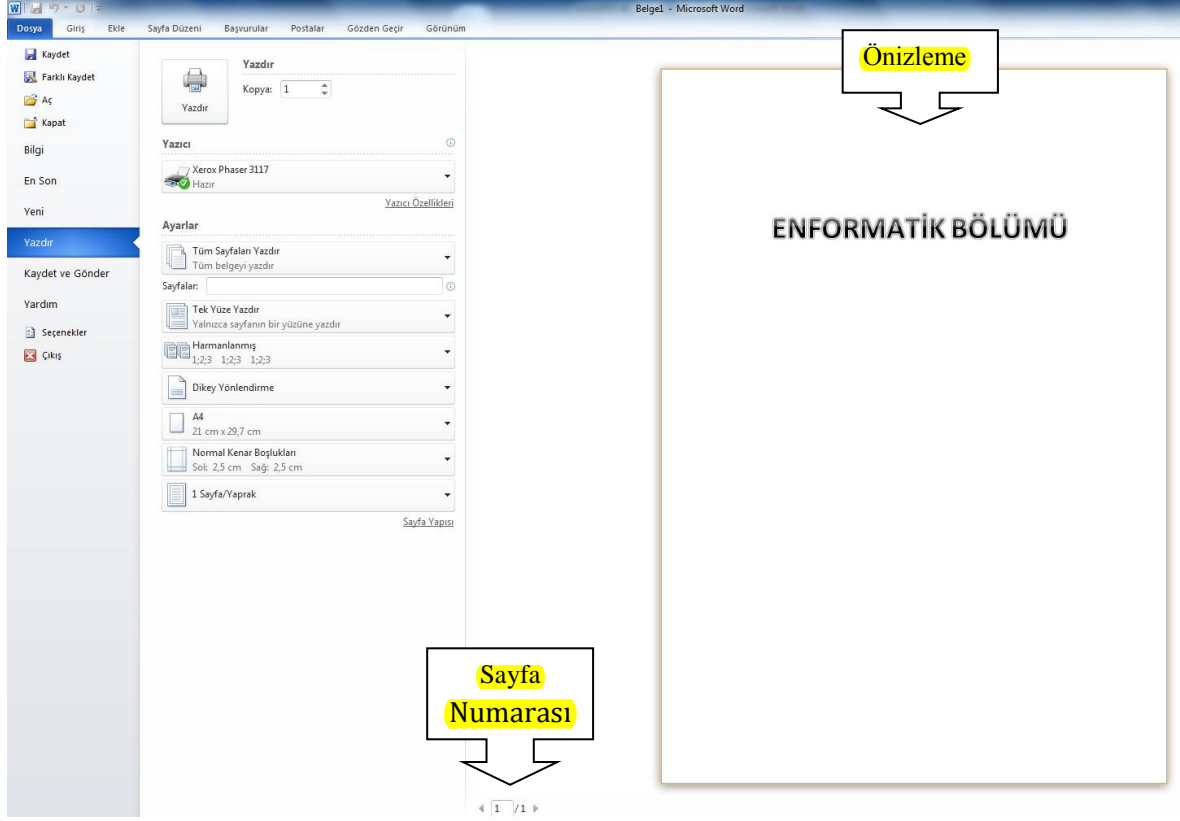 Belge1 - Microsoft Word
Dosya Giriş Ekle Sayfa Düzeni Başvurular Postalar Gözden Geçir Görünüm
Kaydet
Farklı Kaydet
Aç
Kapat
Bilgi
En Son
Yeni
Yazdır
Kaydet ve Gönder
Yardım
Seçenekler
Çıkış
Yazdır
Yazdır
Kopya: 1
Yazıcı
Xerox Phaser 3117
Hazır
Yazıcı Özellikleri
Ayarlar
Tüm Sayfaları Yazdır
Tüm belgeyi yazdır
Sayfalar:
Tek Yüze Yazdır
Yalnızca sayfanın bir yüzüne yazdır
Harmanlanmış
1;2;3 1;2;3 1;2;3
Dikey Yönlendirme
A4
21 cm x 29,7 cm
Normal Kenar Boşlukları
Sol: 2,5 cm Sağ: 2,5 cm
1 Sayfa/Yaprak
Sayfa Yapısı
Önizleme
ENFORMATİK BÖLÜMÜ
Sayfa
Numarası
1 /1